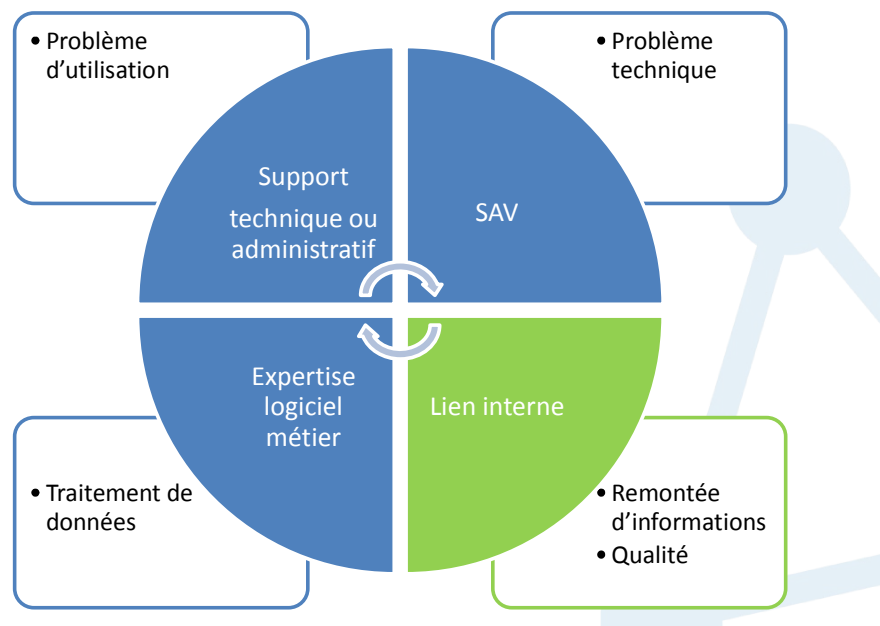 • Problème
d'utilisation
• Problème
technique
Support
technique ou
administratif
SAV
Expertise
logiciel
métier
Lien interne
• Traitement de
données
• Remontée
d'informations
• Qualité